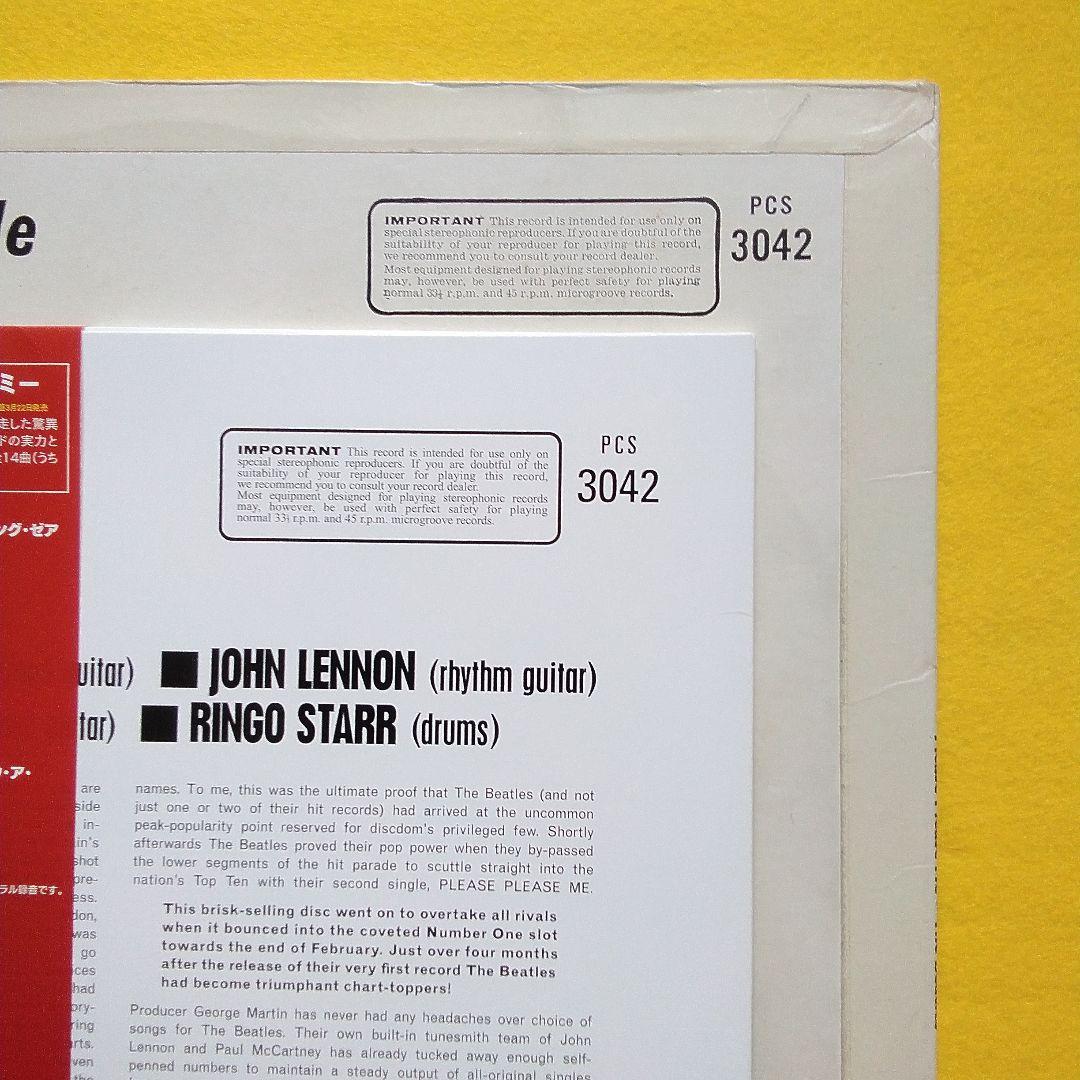 le
IMPORTANT This record is intended for use only on
special stereophonic reproducers. If you are doubtful of the
suitability of your reproducer for playing this record,
we recommend you to consult your record dealer.
Most equipment designed for playing stereophonic records
may, however, be used with perfect safety for playing
normal 33⅓ r.p.m. and 45 r.p.m. microgroove records.
PCS
3042
ミー
3月22日発売
走した驚異
ドの実力と
14曲(うち
ング・ゼア
・ア・
ラル録音です。
IMPORTANT This record is intended for use only on
special stereophonic reproducers. If you are doubtful of the
suitability of your reproducer for playing this record,
we recommend you to consult your record dealer.
Most equipment designed for playing stereophonic records
may, however, be used with perfect safety for playing
normal 33⅓ r.p.m. and 45 r.p.m. microgroove records.
PCS
3042
uitar) ■ JOHN LENNON (rhythm guitar)
tar) ■ RINGO STARR (drums)
are
side
in-
in's
shot
pre-
ess.
don,
was
go
ces
had
ory-
ring
rts.
ven
the
names. To me, this was the ultimate proof that The Beatles (and not
just one or two of their hit records) had arrived at the uncommon
peak-popularity point reserved for discdom's privileged few. Shortly
afterwards The Beatles proved their pop power when they by-passed
the lower segments of the hit parade to scuttle straight into the
nation's Top Ten with their second single, PLEASE PLEASE ME.
This brisk-selling disc went on to overtake all rivals
when it bounced into the coveted Number One slot
towards the end of February. Just over four months
after the release of their very first record The Beatles
had become triumphant chart-toppers!
Producer George Martin has never had any headaches over choice of
songs for The Beatles. Their own built-in tunesmith team of John
Lennon and Paul McCartney has already tucked away enough self-
penned numbers to maintain a steady output of all-original singles